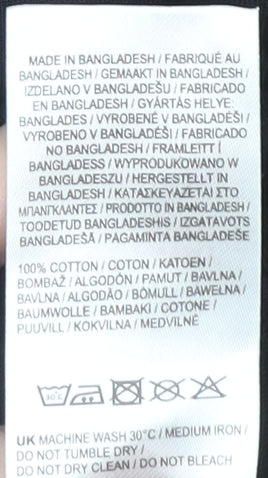 MADE IN BANGLADESH / FABRIQUÉ AU
BANGLADESH / GEMAAKT IN BANGLADESH /
IZDELANO V BANGLADEŠU / FABRICADO
EN BANGLADESH / GYÁRTÁS HELYE:
BANGLADES / VYROBENÉ V BANGLADÉŠI /
VYROBENO V BANGLADÉŠI / FABRICADO
NO BANGLADESH / FRAMLEITT Í
BANGLADESS / WYPRODUKOWANO W
BANGLADESZU / HERGESTELLT IN
BANGLADESH / ΚΑΤΑΣΚΕΥΑΖΕΤΑΙ ΣΤΟ
ΜΠΑΝΓΚΛΑΝΤΕΣ / PRODOTTO IN BANGLADESH /
TOODETUD BANGLADESHIS / IZGATAVOTS
BANGLADEŠĀ / PAGAMINTA BANGLADEŠE
100% COTTON / COTON / KATOEN /
BOMBAŽ / ALGODÓN / PAMUT / BAVLNA /
BAVLNA / ALGODÃO / BÓMULL / BAWEŁNA /
BAUMWOLLE / ΒΑΜΒΑΚΙ / COTONE /
PUUVILL / KOKVILNA / MEDVILNĖ
30°C
UK MACHINE WASH 30°C / MEDIUM IRON /
DO NOT TUMBLE DRY /
DO NOT DRY CLEAN / DO NOT BLEACH